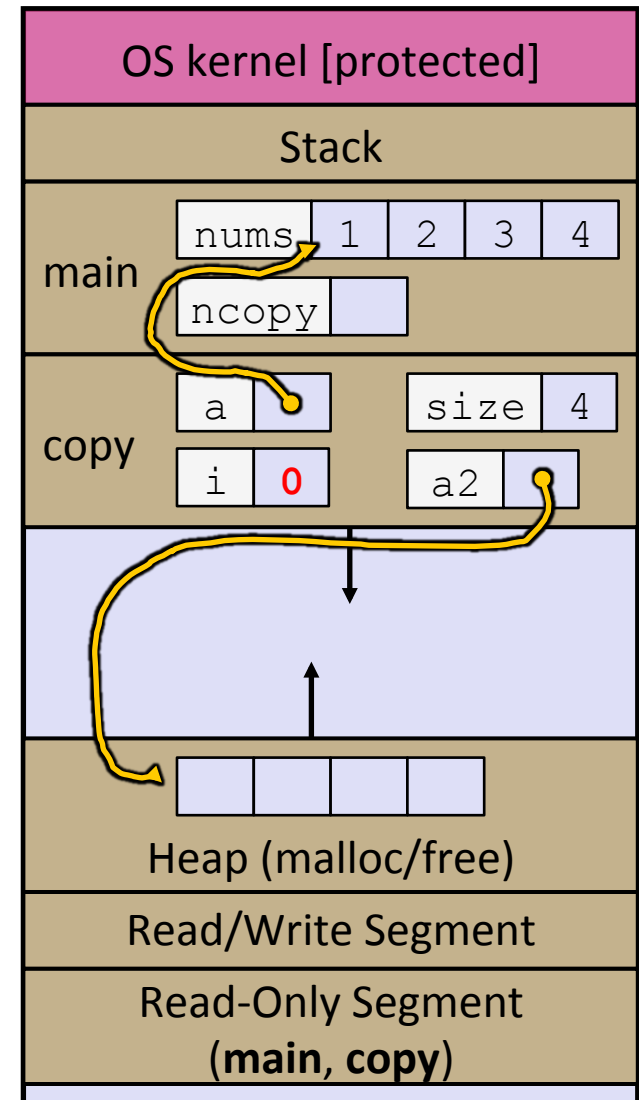 OS kernel [protected]
Stack
main
nums 1 2 3 4
ncopy
copy
a size 4
i 0 a2
Heap (malloc/free)
Read/Write Segment
Read-Only Segment
(main, copy)